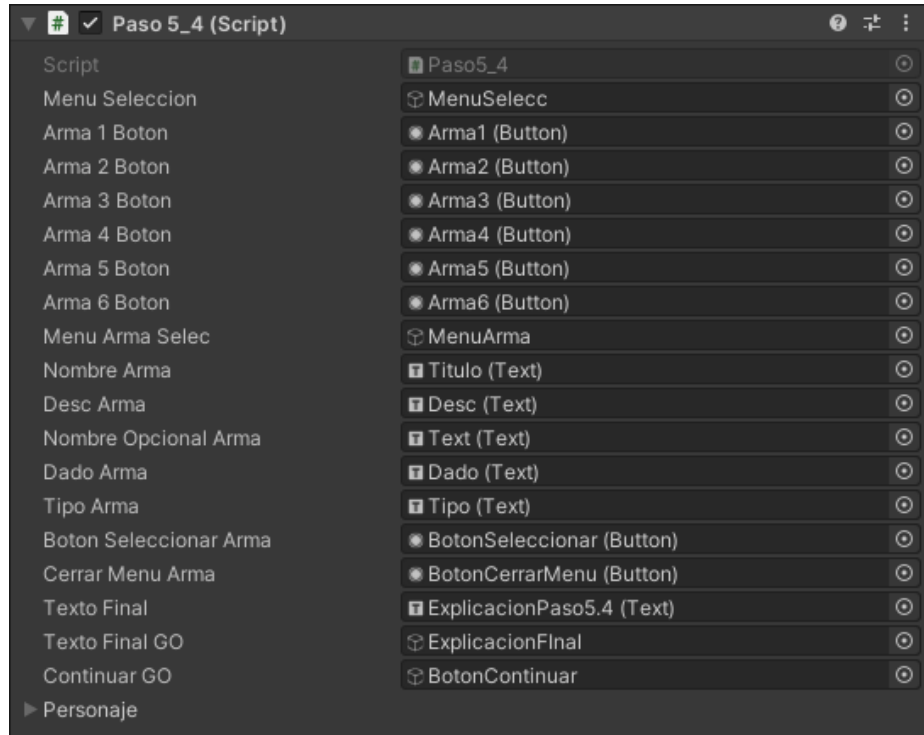 # Paso 5_4 (Script)
Script # Paso5_4
Menu Seleccion MenuSelecc
Arma 1 Boton Arma1 (Button)
Arma 2 Boton Arma2 (Button)
Arma 3 Boton Arma3 (Button)
Arma 4 Boton Arma4 (Button)
Arma 5 Boton Arma5 (Button)
Arma 6 Boton Arma6 (Button)
Menu Arma Selec MenuArma
Nombre Arma T Titulo (Text)
Desc Arma T Desc (Text)
Nombre Opcional Arma T Text (Text)
Dado Arma T Dado (Text)
Tipo Arma T Tipo (Text)
Boton Seleccionar Arma BotonSeleccionar (Button)
Cerrar Menu Arma BotonCerrarMenu (Button)
Texto Final T ExplicacionPaso5.4 (Text)
Texto Final GO ExplicacionFInal
Continuar GO BotonContinuar
Personaje